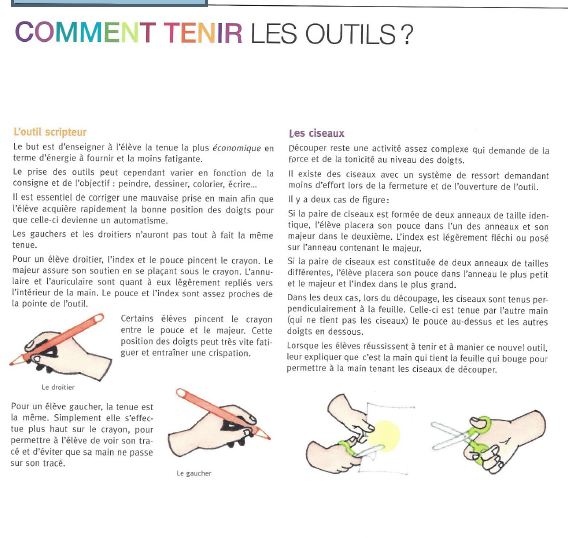 COMMENT TENIR LES OUTILS ?
L'outil scripteur
Le but est d'enseigner à l'élève la tenue la plus économique en
terme d'énergie à fournir et la moins fatigante.
Le prise des outils peut cependant varier en fonction de la
consigne et de l'objectif : peindre, dessiner, colorier, écrire...
Il est essentiel de corriger une mauvaise prise en main afin que
l'élève acquière rapidement la bonne position des doigts pour
que celle-ci devienne un automatisme.
Les gauchers et les droitiers n'auront pas tout à fait la même
tenue.
Pour un élève droitier, l'index et le pouce pincent le crayon. Le
majeur assure son soutien en se plaçant sous le crayon. L'annu-
laire et l'auriculaire sont quant à eux légèrement repliés vers
l'intérieur de la main. Le pouce et l'index sont assez proches de
la pointe de l'outil.
Certains élèves pincent le crayon
entre le pouce et le majeur. Cette
position des doigts peut très vite fati-
guer et entraîner une crispation.
Le droitier
Pour un élève gaucher, la tenue est
la même. Simplement elle s'effec-
tue plus haut sur le crayon, pour
permettre à l'élève de voir son tra-
cé et d'éviter que sa main ne passe
sur son tracé.
Le gaucher
Les ciseaux
Découper reste une activité assez complexe qui demande de la
force et de la tonicité au niveau des doigts.
Il existe des ciseaux avec un système de ressort demandant
moins d'effort lors de la fermeture et de l'ouverture de l'outil.
Il y a deux cas de figure :
Si la paire de ciseaux est formée de deux anneaux de taille iden-
tique, l'élève placera son pouce dans l'un des anneaux et son
majeur dans le deuxième. L'index est légèrement fléchi ou posé
sur l'anneau contenant le majeur.
Si la paire de ciseaux est constituée de deux anneaux de tailles
différentes, l'élève placera son pouce dans l'anneau le plus petit
et le majeur et l'index dans le plus grand.
Dans les deux cas, lors du découpage, les ciseaux sont tenus per-
pendiculairement à la feuille. Celle-ci est tenue par l'autre main
(qui ne tient pas les ciseaux) le pouce au-dessus et les autres
doigts en dessous.
Lorsque les élèves réussissent à tenir et à manier ce nouvel outil,
leur expliquer que c'est la main qui tient la feuille qui bouge pour
permettre à la main tenant les ciseaux de découper.